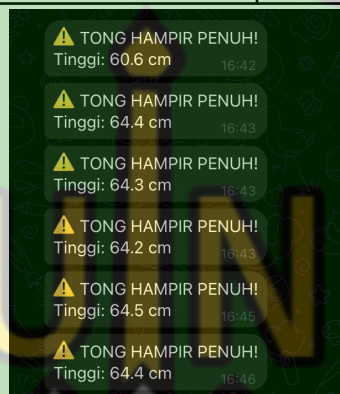 ⚠️ TONG HAMPIR PENUH!
Tinggi: 60.6 cm 16:42
⚠️ TONG HAMPIR PENUH!
Tinggi: 64.4 cm 16:43
⚠️ TONG HAMPIR PENUH!
Tinggi: 64.3 cm 16:43
⚠️ TONG HAMPIR PENUH!
Tinggi: 64.2 cm 16:43
⚠️ TONG HAMPIR PENUH!
Tinggi: 64.5 cm 16:45
⚠️ TONG HAMPIR PENUH!
Tinggi: 64.4 cm 16:46
UIN